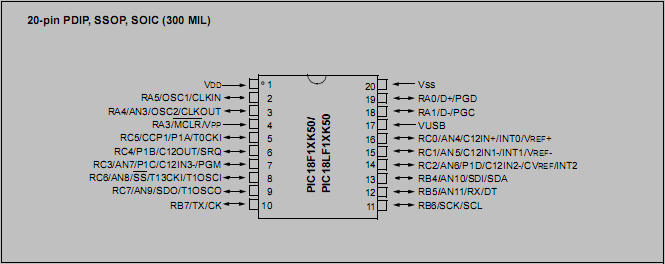 20-pin PDIP, SSOP, SOIC (300 MIL)
VDD 1 20 VSS
RA5/OSC1/CLKIN 2 19 RA0/D+/PGD
RA4/AN3/OSC2/CLKOUT 3 18 RA1/D-/PGC
RA3/MCLR/VPP 4 17 VUSB
RC5/CCP1/P1A/T0CKI 5 16 RC0/AN4/C12IN+/INT0/VREF+
RC4/P1B/C12OUT/SRQ 6 15 RC1/AN5/C12IN1-/INT1/VREF-
RC3/AN7/P1C/C12IN3-/PGM 7 14 RC2/AN6/P1D/C12IN2-/CVREF/INT2
RC6/AN8/SS/T13CKI/T1OSCI 8 13 RB4/AN10/SDI/SDA
RC7/AN9/SDO/T1OSCO 9 12 RB5/AN11/RX/DT
RB7/TX/CK 10 11 RB6/SCK/SCL
PIC18F1XK50/
PIC18LF1XK50